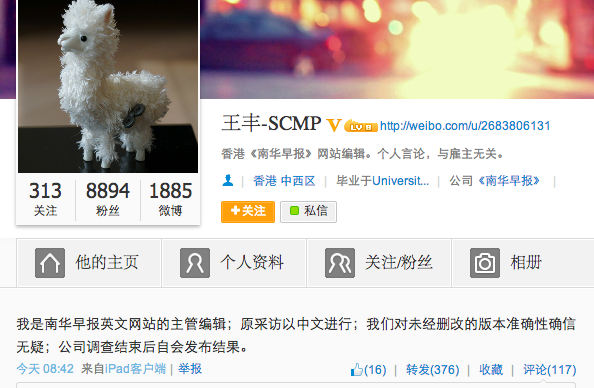 王丰-SCMP V LV 8 http://weibo.com/u/2683806131
香港《南华早报》网站编辑。个人言论，与雇主无关。
香港 中西区 | 毕业于Universit... | 公司《南华早报》 |
313 8894 1885
关注 粉丝 微博
+关注 私信
他的主页 个人资料 关注/粉丝 相册
我是南华早报英文网站的主管编辑；原采访以中文进行；我们对未经删改的版本准确性确信
无疑；公司调查结束后自会发布结果。
今天 08:42 来自iPad客户端 | 举报 (16) | 转发(376) | 收藏 | 评论(117)